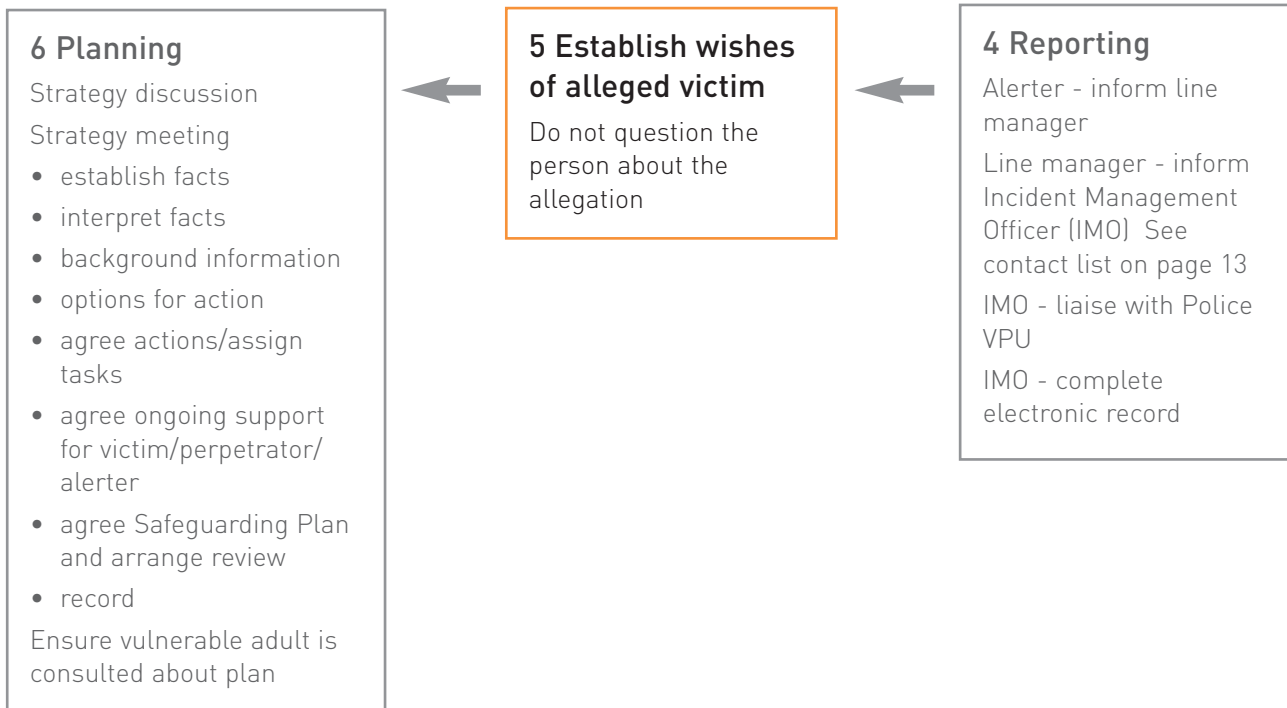 6 Planning
Strategy discussion
Strategy meeting
• establish facts
• interpret facts
• background information
• options for action
• agree actions/assign
tasks
• agree ongoing support
for victim/perpetrator/
alerter
• agree Safeguarding Plan
and arrange review
• record
Ensure vulnerable adult is
consulted about plan
5 Establish wishes
of alleged victim
Do not question the
person about the
allegation
4 Reporting
Alerter - inform line
manager
Line manager - inform
Incident Management
Officer (IMO)  See
contact list on page 13
IMO - liaise with Police
VPU
IMO - complete
electronic record